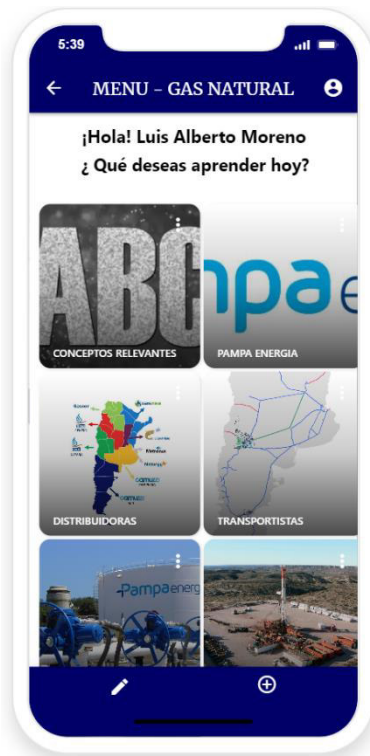 5:39
MENU - GAS NATURAL
¡Hola! Luis Alberto Moreno
¿ Qué deseas aprender hoy?
ABC
CONCEPTOS RELEVANTES
mpa e
PAMPA ENERGIA
DISTRIBUIDORAS
TRANSPORTISTAS
Pampa energ